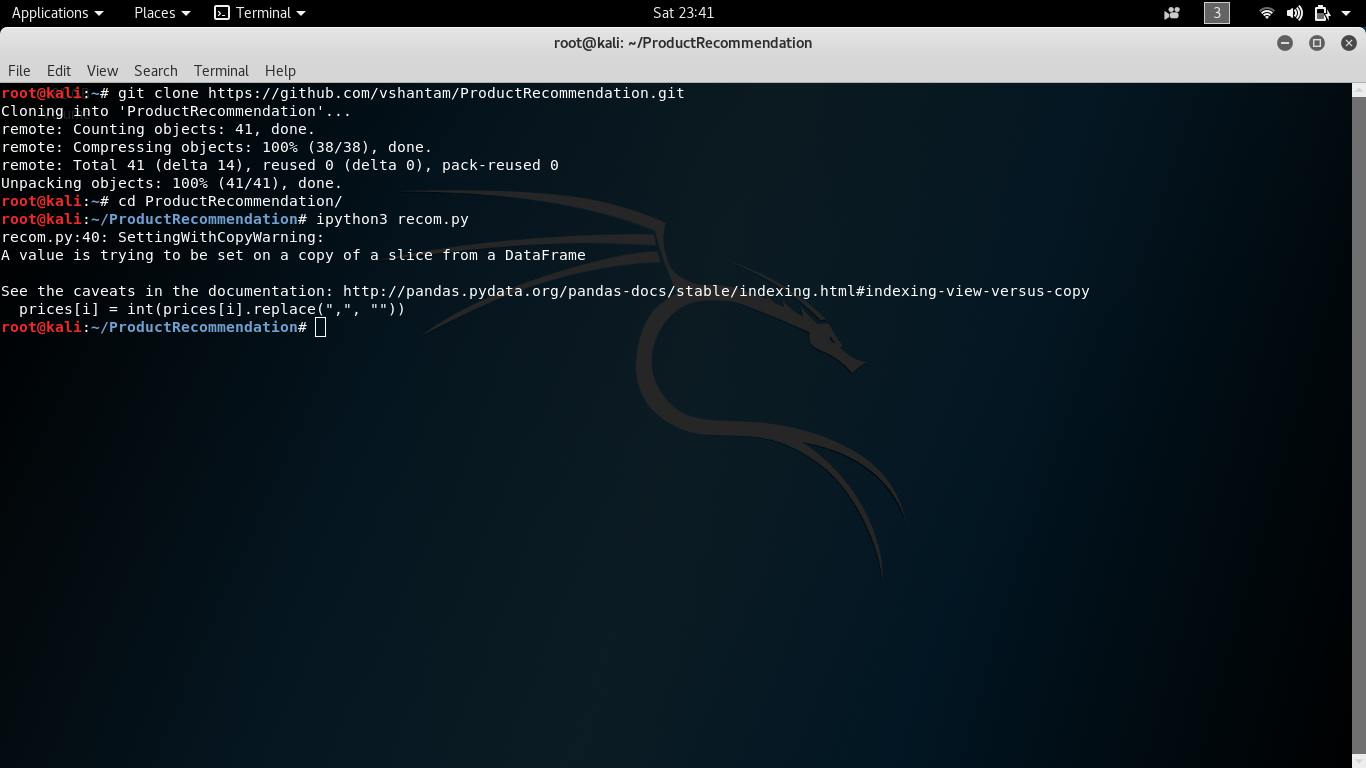 Applications Places Terminal Sat 23:41 3
root@kali: ~/ProductRecommendation
File Edit View Search Terminal Help
root@kali:~# git clone https://github.com/vshantam/ProductRecommendation.git
Cloning into 'ProductRecommendation'...
remote: Counting objects: 41, done.
remote: Compressing objects: 100% (38/38), done.
remote: Total 41 (delta 14), reused 0 (delta 0), pack-reused 0
Unpacking objects: 100% (41/41), done.
root@kali:~# cd ProductRecommendation/
root@kali:~/ProductRecommendation# ipython3 recom.py
recom.py:40: SettingWithCopyWarning:
A value is trying to be set on a copy of a slice from a DataFrame

See the caveats in the documentation: http://pandas.pydata.org/pandas-docs/stable/indexing.html#indexing-view-versus-copy
  prices[i] = int(prices[i].replace(",", ""))
root@kali:~/ProductRecommendation#